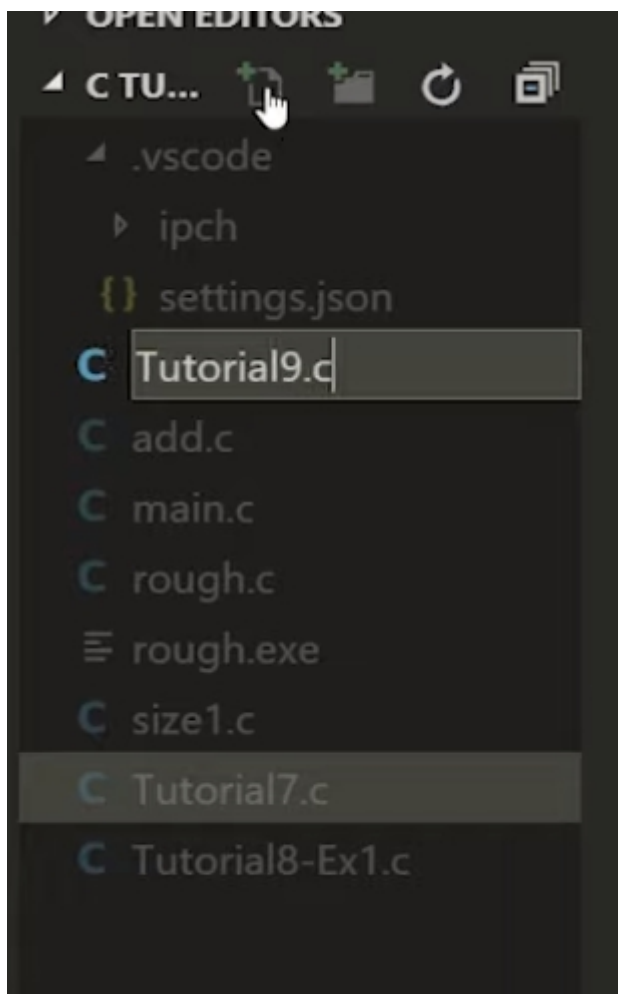 OPEN EDITORS
C TU...
.vscode
ipch
{} settings.json
C Tutorial9.c
C add.c
C main.c
C rough.c
rough.exe
C size1.c
C Tutorial7.c
C Tutorial8-Ex1.c